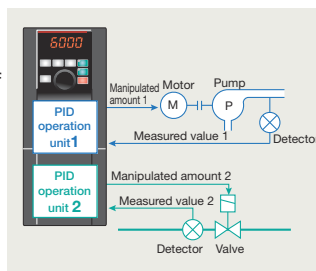 6000
Manipulated
amount 1
Motor
Pump
M
P
PID
operation
unit1
Measured value 1
Detector
PID
operation
unit 2
Manipulated amount 2
Measured value 2
Detector
Valve